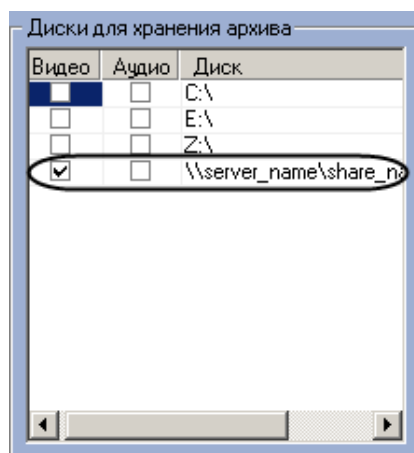 Диски для хранения архива
Видео Аудио Диск
C:\
E:\
Z:\
\\server_name\share_na